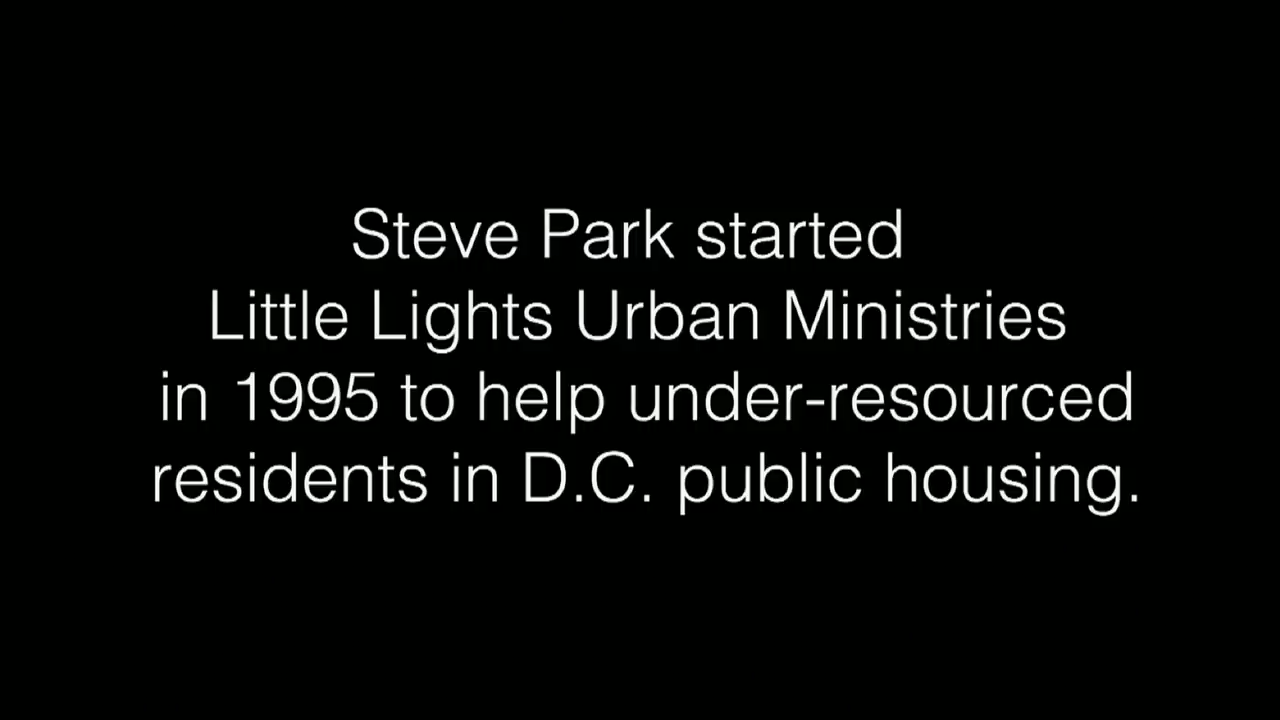 Steve Park started
Little Lights Urban Ministries
in 1995 to help under-resourced
residents in D.C. public housing.